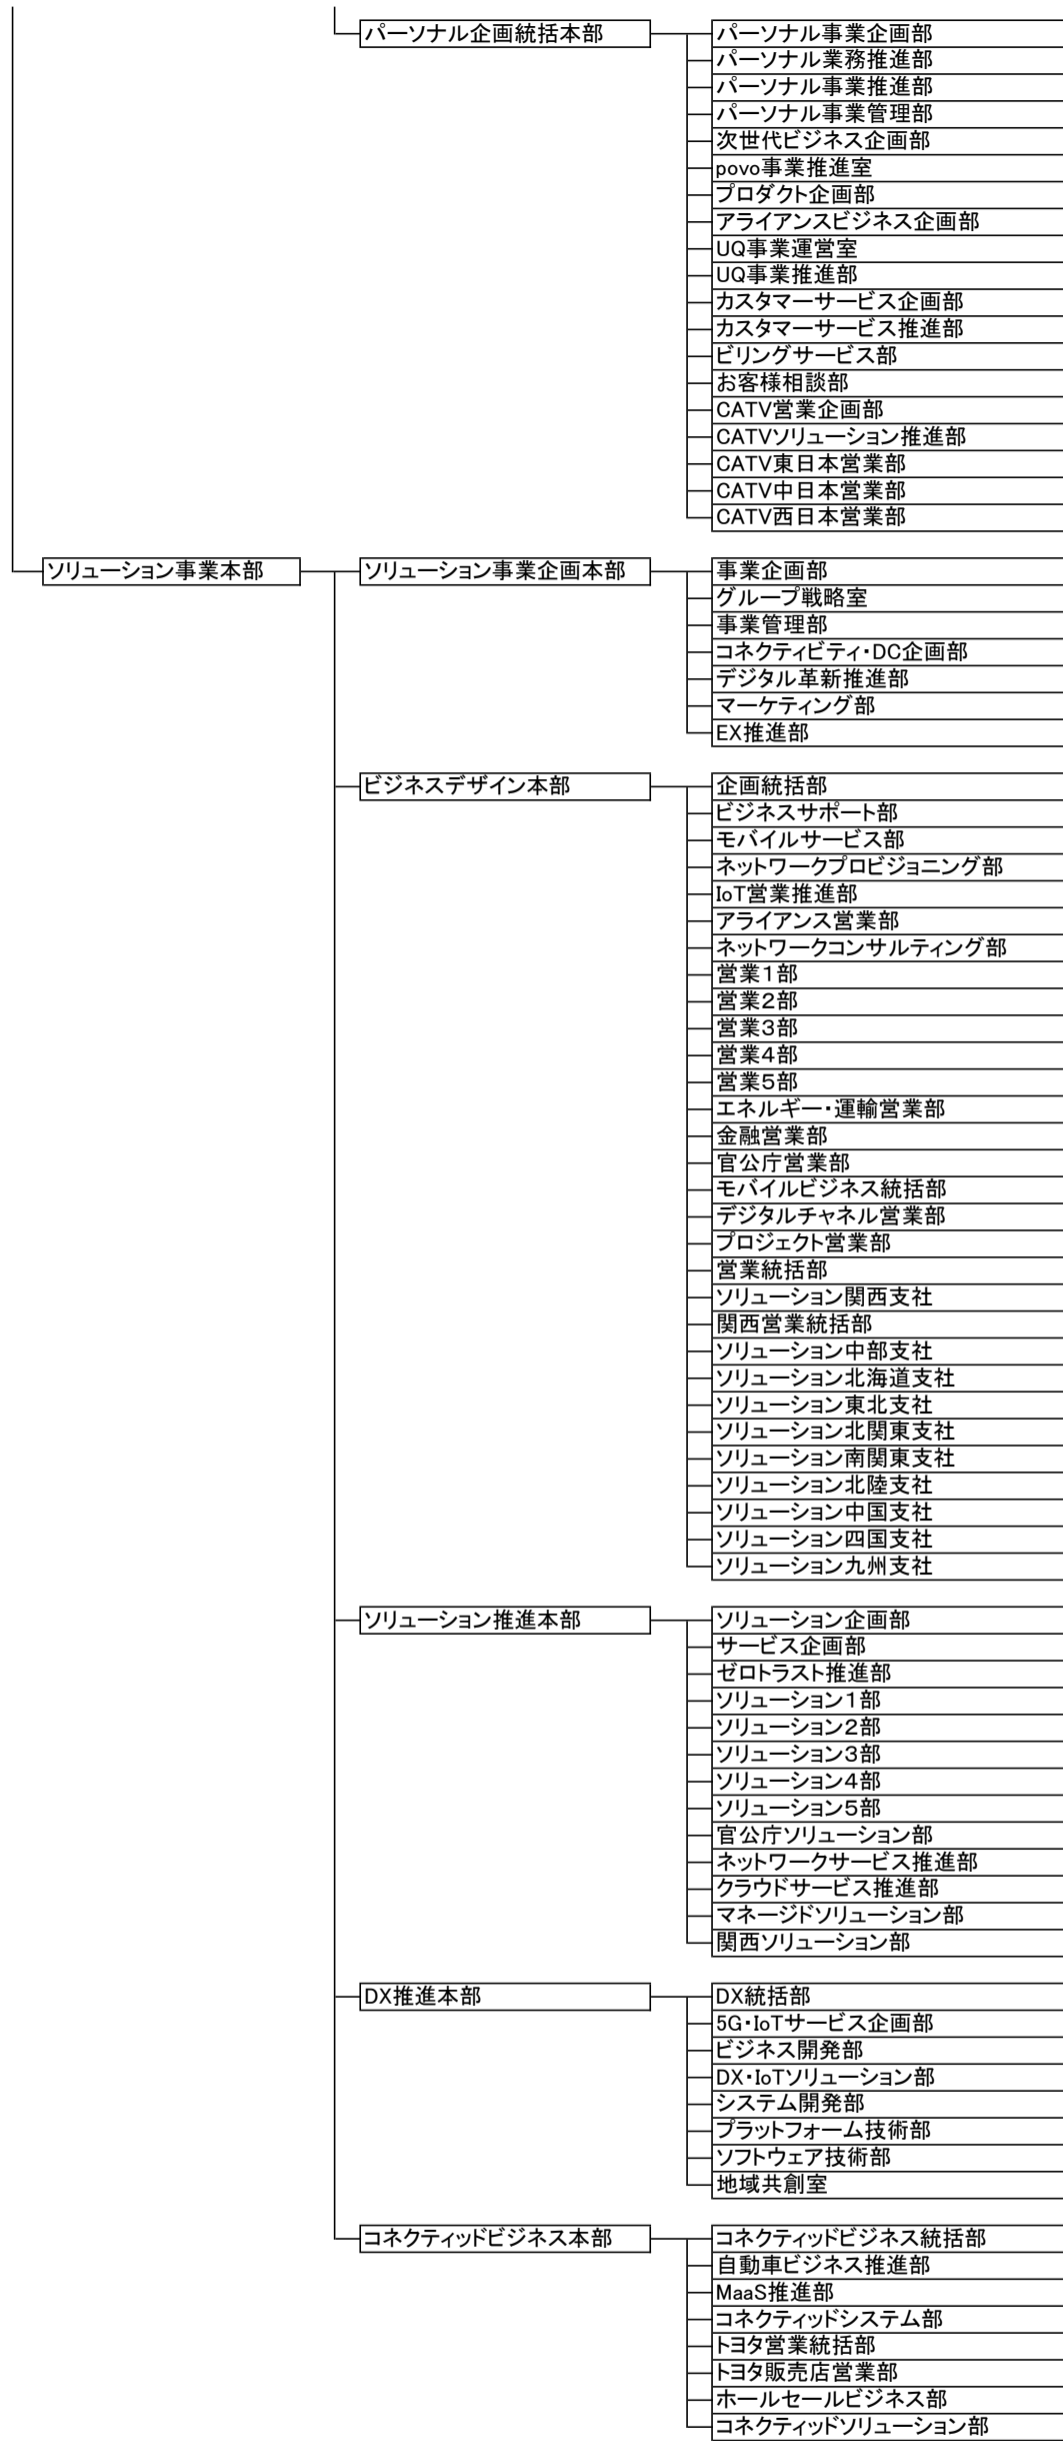 パーソナル企画統括本部
パーソナル事業企画部
パーソナル業務推進部
パーソナル事業推進部
パーソナル事業管理部
次世代ビジネス企画部
povo事業推進室
プロダクト企画部
アライアンスビジネス企画部
UQ事業運営室
UQ事業推進部
カスタマーサービス企画部
カスタマーサービス推進部
ビリングサービス部
お客様相談部
CATV営業企画部
CATVソリューション推進部
CATV東日本営業部
CATV中日本営業部
CATV西日本営業部
ソリューション事業本部
ソリューション事業企画本部
事業企画部
グループ戦略室
事業管理部
コネクティビティ・DC企画部
デジタル革新推進部
マーケティング部
EX推進部
ビジネスデザイン本部
企画統括部
ビジネスサポート部
モバイルサービス部
ネットワークプロビジョニング部
IoT営業推進部
アライアンス営業部
ネットワークコンサルティング部
営業1部
営業2部
営業3部
営業4部
営業5部
エネルギー・運輸営業部
金融営業部
官公庁営業部
モバイルビジネス統括部
デジタルチャネル営業部
プロジェクト営業部
営業統括部
ソリューション関西支社
関西営業統括部
ソリューション中部支社
ソリューション北海道支社
ソリューション東北支社
ソリューション北関東支社
ソリューション南関東支社
ソリューション北陸支社
ソリューション中国支社
ソリューション四国支社
ソリューション九州支社
ソリューション推進本部
ソリューション企画部
サービス企画部
ゼロトラスト推進部
ソリューション1部
ソリューション2部
ソリューション3部
ソリューション4部
ソリューション5部
官公庁ソリューション部
ネットワークサービス推進部
クラウドサービス推進部
マネージドソリューション部
関西ソリューション部
DX推進本部
DX統括部
5G・IoTサービス企画部
ビジネス開発部
DX・IoTソリューション部
システム開発部
プラットフォーム技術部
ソフトウェア技術部
地域共創室
コネクティッドビジネス本部
コネクティッドビジネス統括部
自動車ビジネス推進部
MaaS推進部
コネクティッドシステム部
トヨタ営業統括部
トヨタ販売店営業部
ホールセールビジネス部
コネクティッドソリューション部